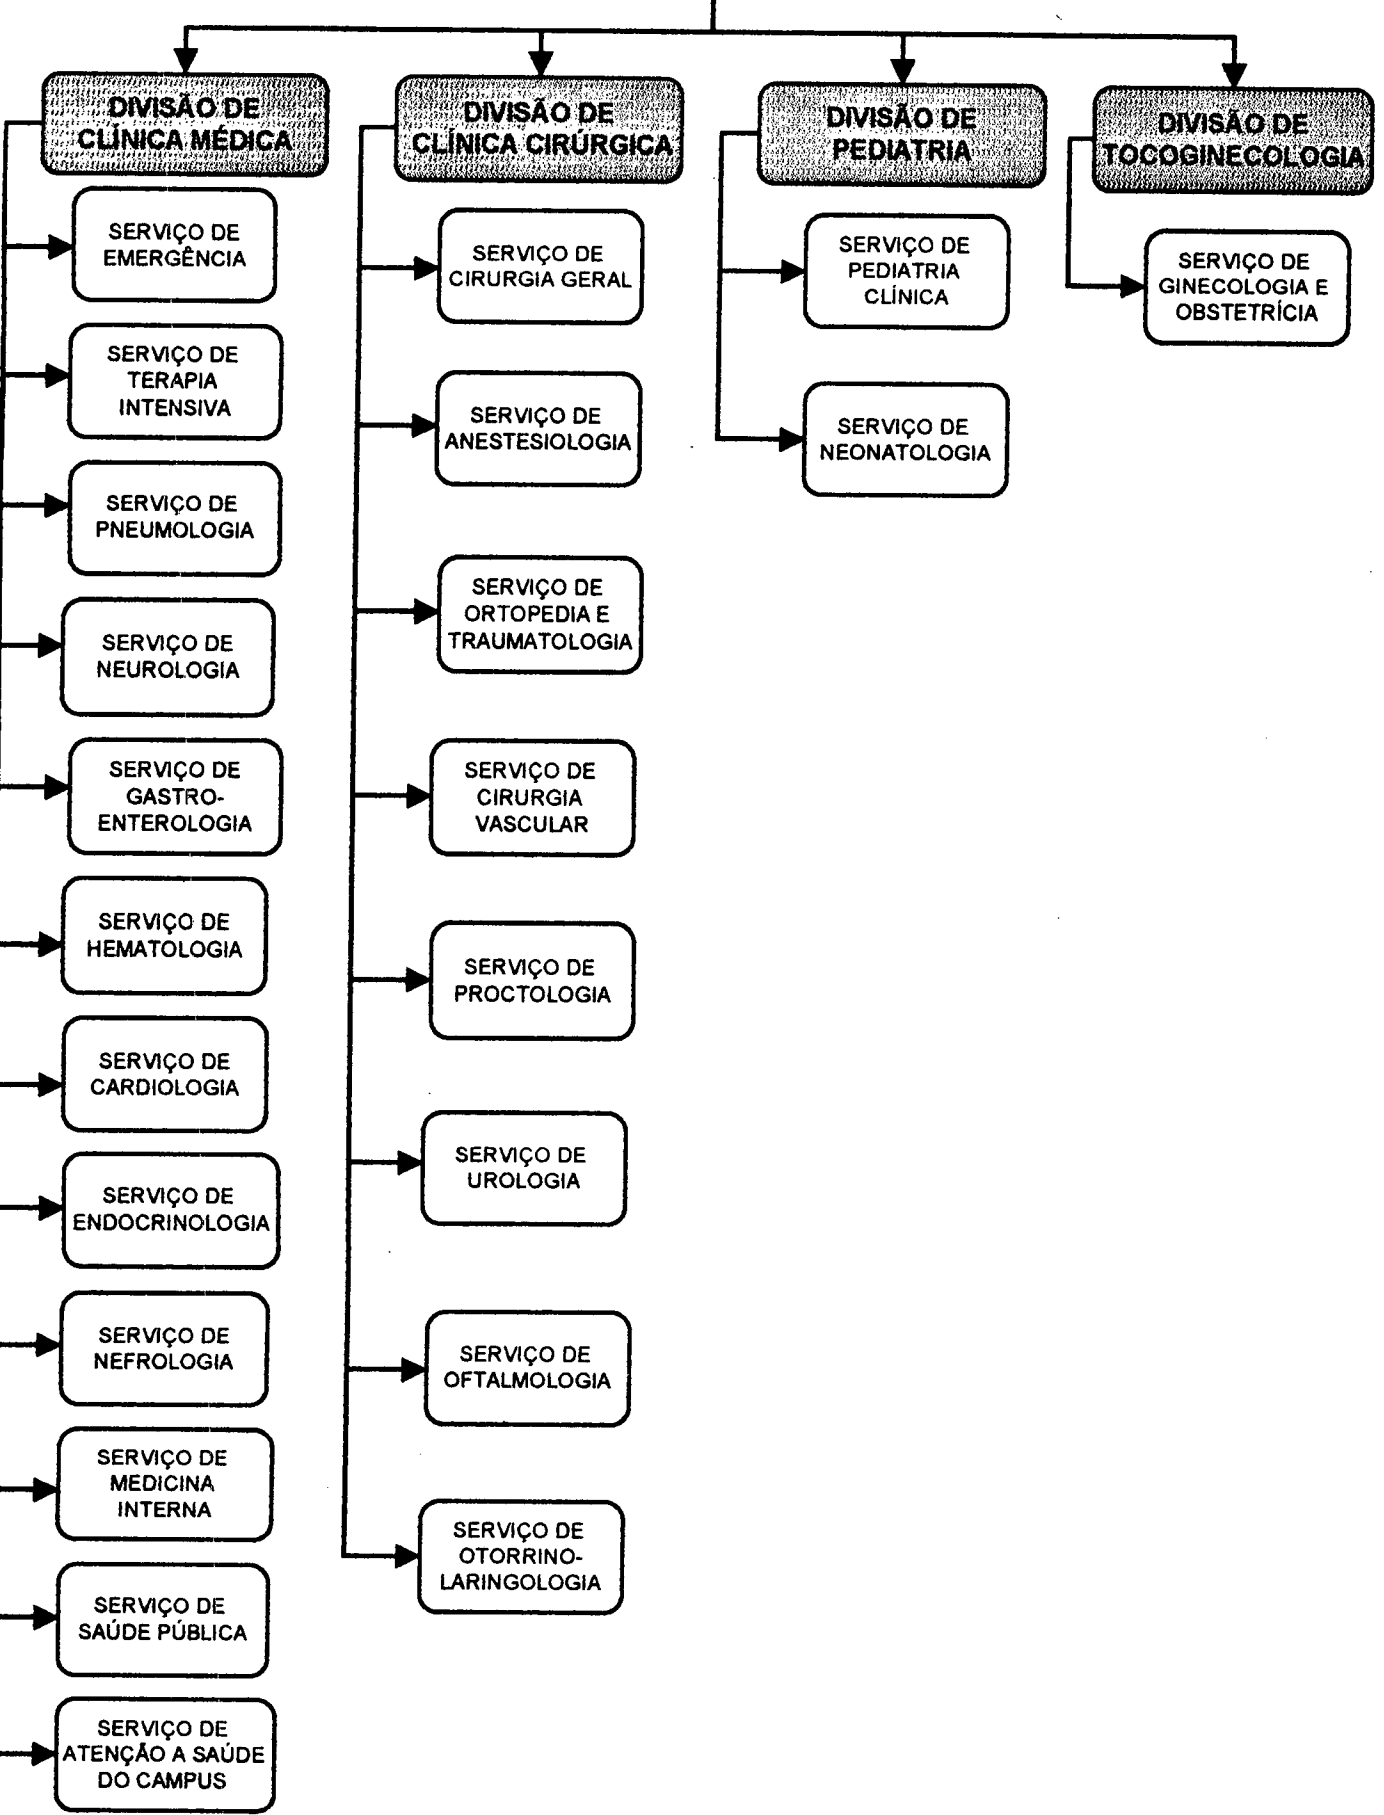 DIVISÃO DE
CLÍNICA MÉDICA
SERVIÇO DE
EMERGÊNCIA
SERVIÇO DE
TERAPIA
INTENSIVA
SERVIÇO DE
PNEUMOLOGIA
SERVIÇO DE
NEUROLOGIA
SERVIÇO DE
GASTRO-
ENTEROLOGIA
SERVIÇO DE
HEMATOLOGIA
SERVIÇO DE
CARDIOLOGIA
SERVIÇO DE
ENDOCRINOLOGIA
SERVIÇO DE
NEFROLOGIA
SERVIÇO DE
MEDICINA
INTERNA
SERVIÇO DE
SAÚDE PÚBLICA
SERVIÇO DE
ATENÇÃO A SAÚDE
DO CAMPUS
DIVISÃO DE
CLÍNICA CIRÚRGICA
SERVIÇO DE
CIRURGIA GERAL
SERVIÇO DE
ANESTESIOLOGIA
SERVIÇO DE
ORTOPEDIA E
TRAUMATOLOGIA
SERVIÇO DE
CIRURGIA
VASCULAR
SERVIÇO DE
PROCTOLOGIA
SERVIÇO DE
UROLOGIA
SERVIÇO DE
OFTALMOLOGIA
SERVIÇO DE
OTORRINO-
LARINGOLOGIA
DIVISÃO DE
PEDIATRIA
SERVIÇO DE
PEDIATRIA
CLÍNICA
SERVIÇO DE
NEONATOLOGIA
DIVISÃO DE
TOCOGINECOLOGIA
SERVIÇO DE
GINECOLOGIA E
OBSTETRÍCIA